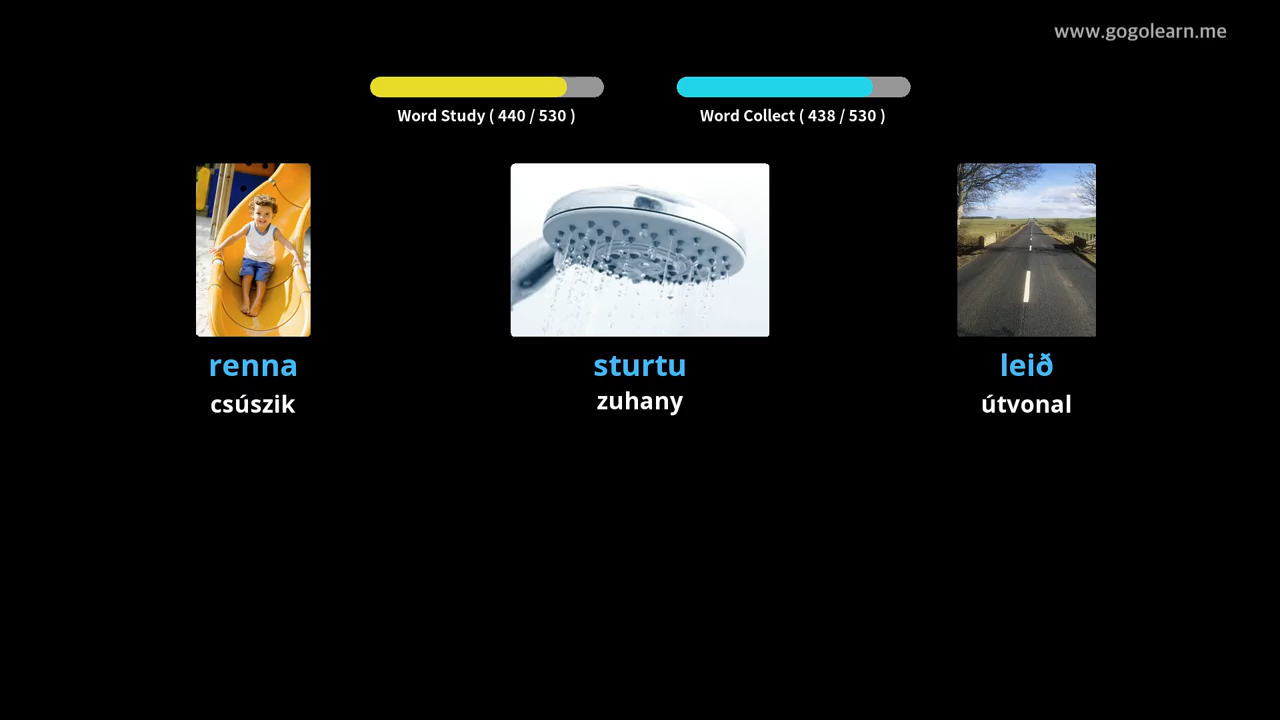 www.gogolearn.me
Word Study ( 440 / 530 )
Word Collect ( 438 / 530 )
renna
csúszik
sturtu
zuhany
leið
útvonal